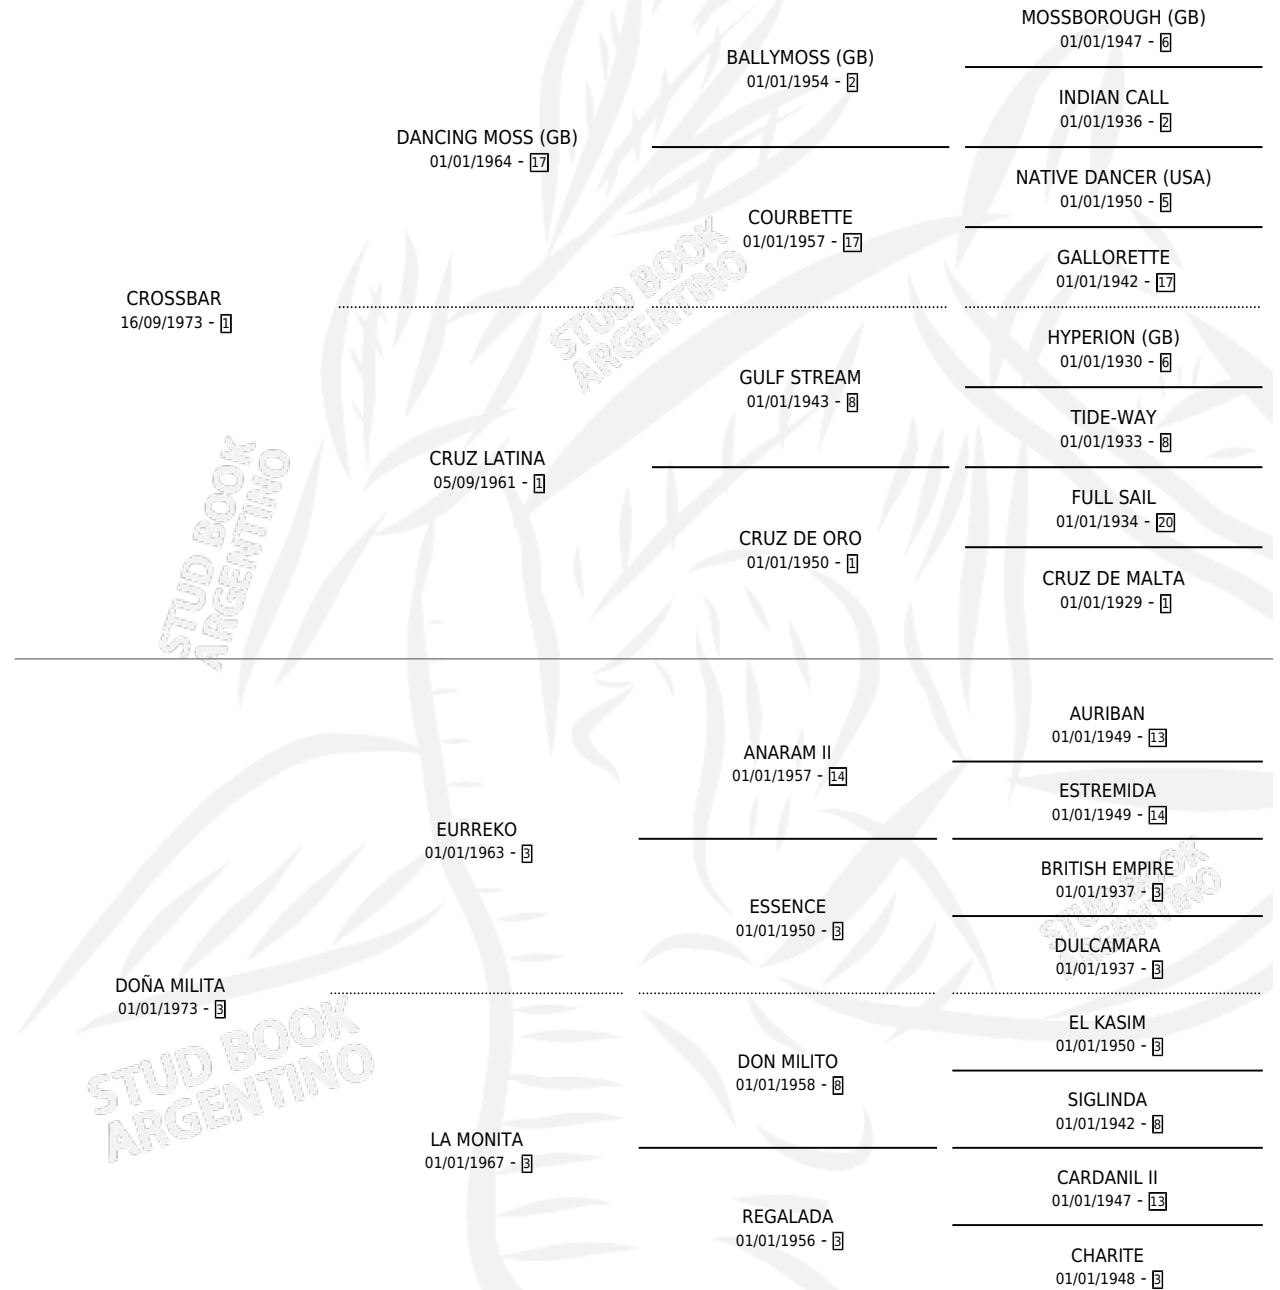 MOSSBOROUGH (GB)
01/01/1947 - 6
BALLYMOSS (GB)
01/01/1954 - 2
INDIAN CALL
01/01/1936 - 2
DANCING MOSS (GB)
01/01/1964 - 17
NATIVE DANCER (USA)
01/01/1950 - 5
COURBETTE
01/01/1957 - 17
GALLORETTE
01/01/1942 - 17
CROSSBAR
16/09/1973 - 1
HYPERION (GB)
01/01/1930 - 6
GULF STREAM
01/01/1943 - 8
TIDE-WAY
01/01/1933 - 8
CRUZ LATINA
05/09/1961 - 1
FULL SAIL
01/01/1934 - 20
CRUZ DE ORO
01/01/1950 - 1
CRUZ DE MALTA
01/01/1929 - 1
AURIBAN
01/01/1949 - 13
ANARAM II
01/01/1957 - 14
ESTREMIDA
01/01/1949 - 14
EURREKO
01/01/1963 - 3
BRITISH EMPIRE
01/01/1937 - 3
ESSENCE
01/01/1950 - 3
DULCAMARA
01/01/1937 - 3
DOÑA MILITA
01/01/1973 - 3
EL KASIM
01/01/1950 - 3
DON MILITO
01/01/1958 - 8
SIGLINDA
01/01/1942 - 8
LA MONITA
01/01/1967 - 3
CARDANIL II
01/01/1947 - 13
REGALADA
01/01/1956 - 3
CHARITE
01/01/1948 - 3
STUD BOOK
ARGENTINO
STUD BOOK
ARGENTINO
STUD BOOK
ARGENTINO
STUD BOOK
ARGENTINO